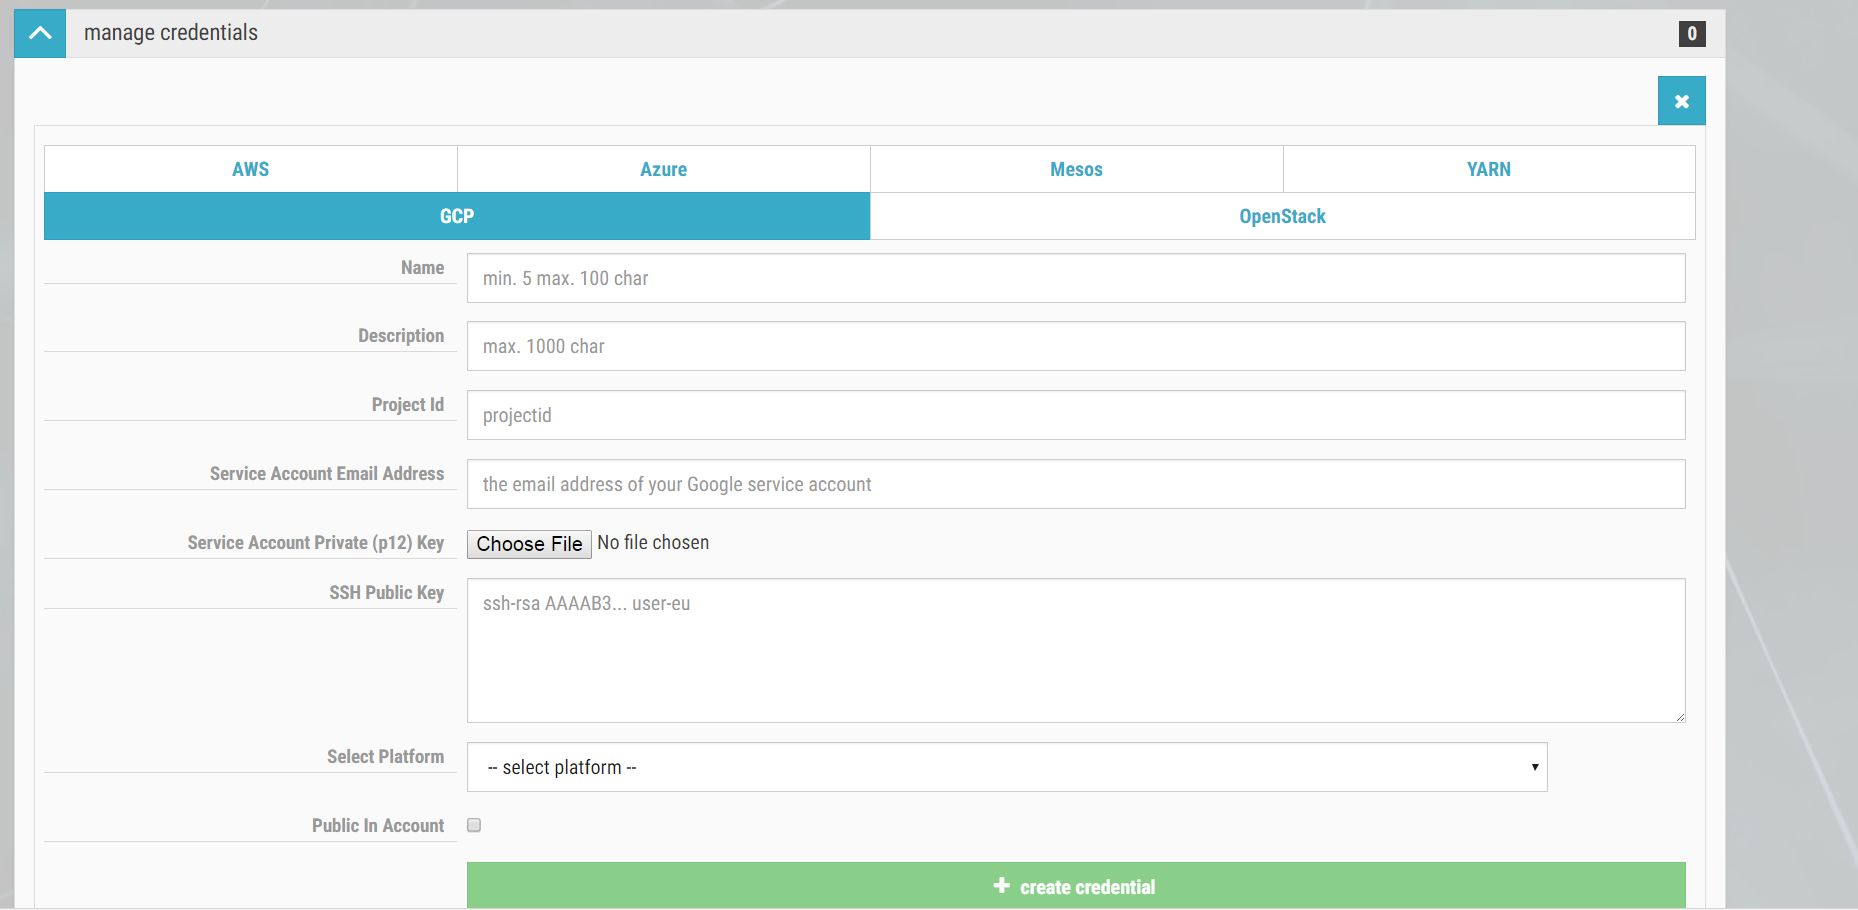 manage credentials
0
AWS
Azure
Mesos
YARN
GCP
OpenStack
Name
min. 5 max. 100 char
Description
max. 1000 char
Project Id
projectid
Service Account Email Address
the email address of your Google service account
Service Account Private (p12) Key
Choose File No file chosen
SSH Public Key
ssh-rsa AAAAB3... user-eu
Select Platform
-- select platform --
Public In Account
create credential